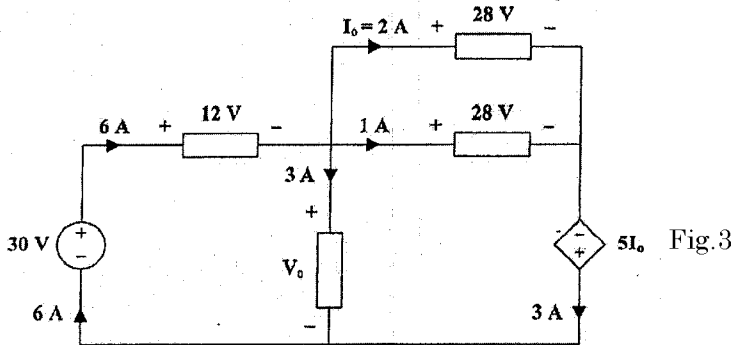 28 V
I₀ = 2 A + −
12 V 28 V
6 A + − 1 A + −
3 A
+
30 V + − V₀ − + 5I₀ Fig.3
6 A − 3 A